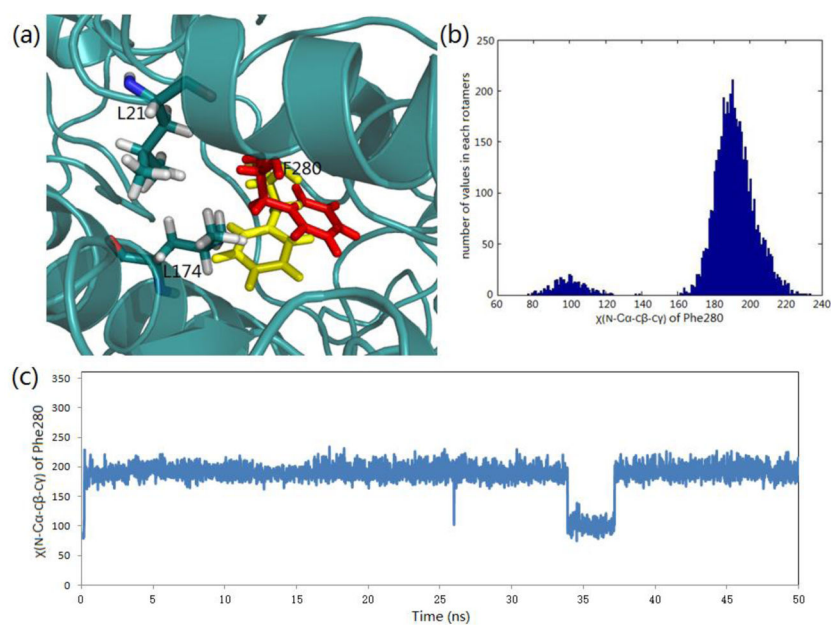 (a)
L21
F280
L174
(b)
250
200
150
100
50
0
number of values in each rotamers
60 80 100 120 140 160 180 200 220 240
χ(N-Cα-cβ-Cγ) of Phe280
(c)
350
300
250
200
150
100
50
0
χ(N-Cα-cβ-Cγ) of Phe280
0 5 10 15 20 25 30 35 40 45 50
Time (ns)